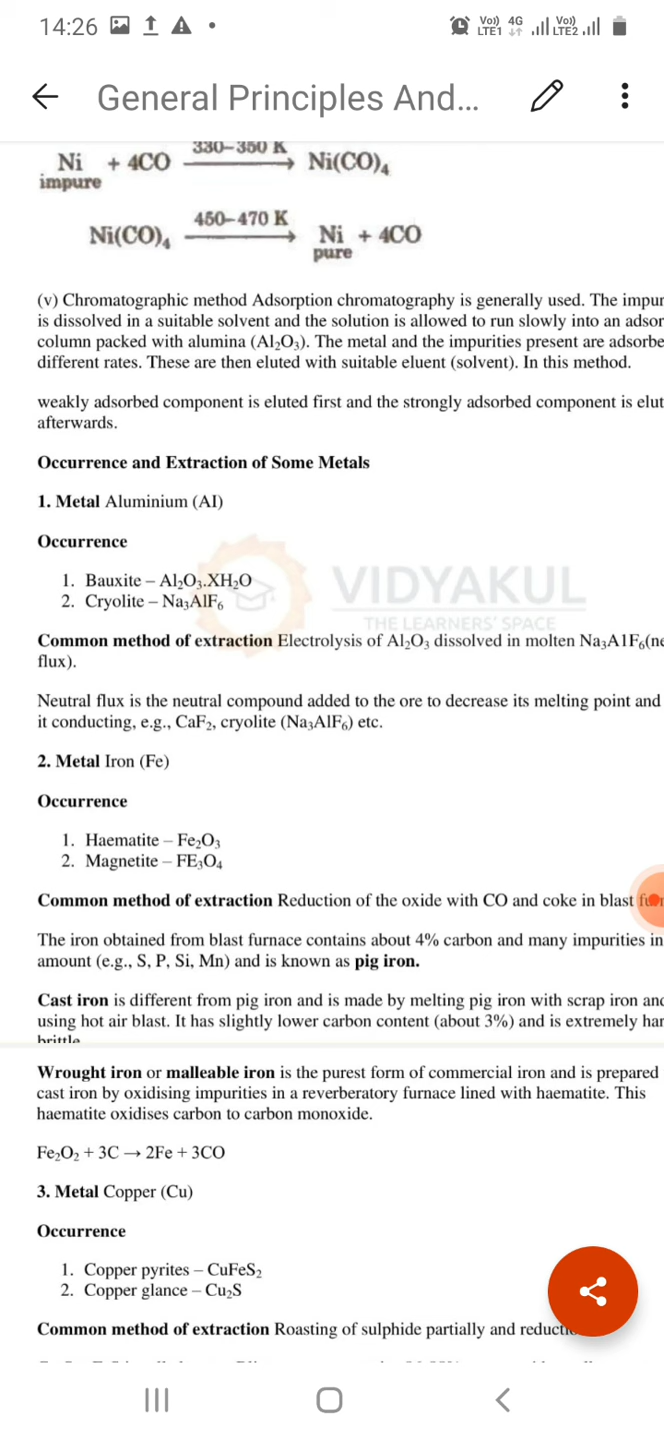 14:26
Vo) 4G Vo)
LTE1 LTE2
General Principles And...
Ni + 4CO 330–350 K Ni(CO)₄
impure
Ni(CO)₄ 450–470 K Ni + 4CO
pure
(v) Chromatographic method Adsorption chromatography is generally used. The impur
is dissolved in a suitable solvent and the solution is allowed to run slowly into an adsor
column packed with alumina (Al₂O₃). The metal and the impurities present are adsorbe
different rates. These are then eluted with suitable eluent (solvent). In this method.
weakly adsorbed component is eluted first and the strongly adsorbed component is elut
afterwards.
Occurrence and Extraction of Some Metals
1. Metal Aluminium (AI)
Occurrence
1. Bauxite – Al₂O₃.XH₂O
2. Cryolite – Na₃AlF₆
VIDYAKUL
THE LEARNERS' SPACE
Common method of extraction Electrolysis of Al₂O₃ dissolved in molten Na₃A1F₆(ne
flux).
Neutral flux is the neutral compound added to the ore to decrease its melting point and
it conducting, e.g., CaF₂, cryolite (Na₃AlF₆) etc.
2. Metal Iron (Fe)
Occurrence
1. Haematite – Fe₂O₃
2. Magnetite – FE₃O₄
Common method of extraction Reduction of the oxide with CO and coke in blast
The iron obtained from blast furnace contains about 4% carbon and many impurities in
amount (e.g., S, P, Si, Mn) and is known as pig iron.
Cast iron is different from pig iron and is made by melting pig iron with scrap iron and
using hot air blast. It has slightly lower carbon content (about 3%) and is extremely har
brittle
Wrought iron or malleable iron is the purest form of commercial iron and is prepared
cast iron by oxidising impurities in a reverberatory furnace lined with haematite. This
haematite oxidises carbon to carbon monoxide.
Fe₂O₂ + 3C → 2Fe + 3CO
3. Metal Copper (Cu)
Occurrence
1. Copper pyrites – CuFeS₂
2. Copper glance – Cu₂S
Common method of extraction Roasting of sulphide partially and